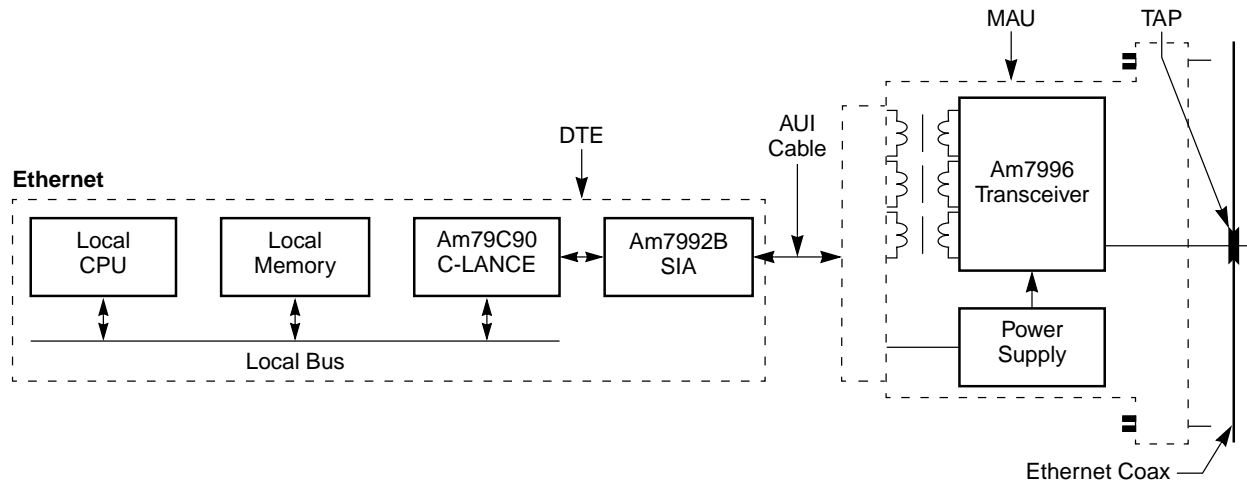 MAU
TAP
DTE
AUI
Cable
Ethernet
Local
CPU
Local
Memory
Am79C90
C-LANCE
Am7992B
SIA
Am7996
Transceiver
Power
Supply
Local Bus
Ethernet Coax